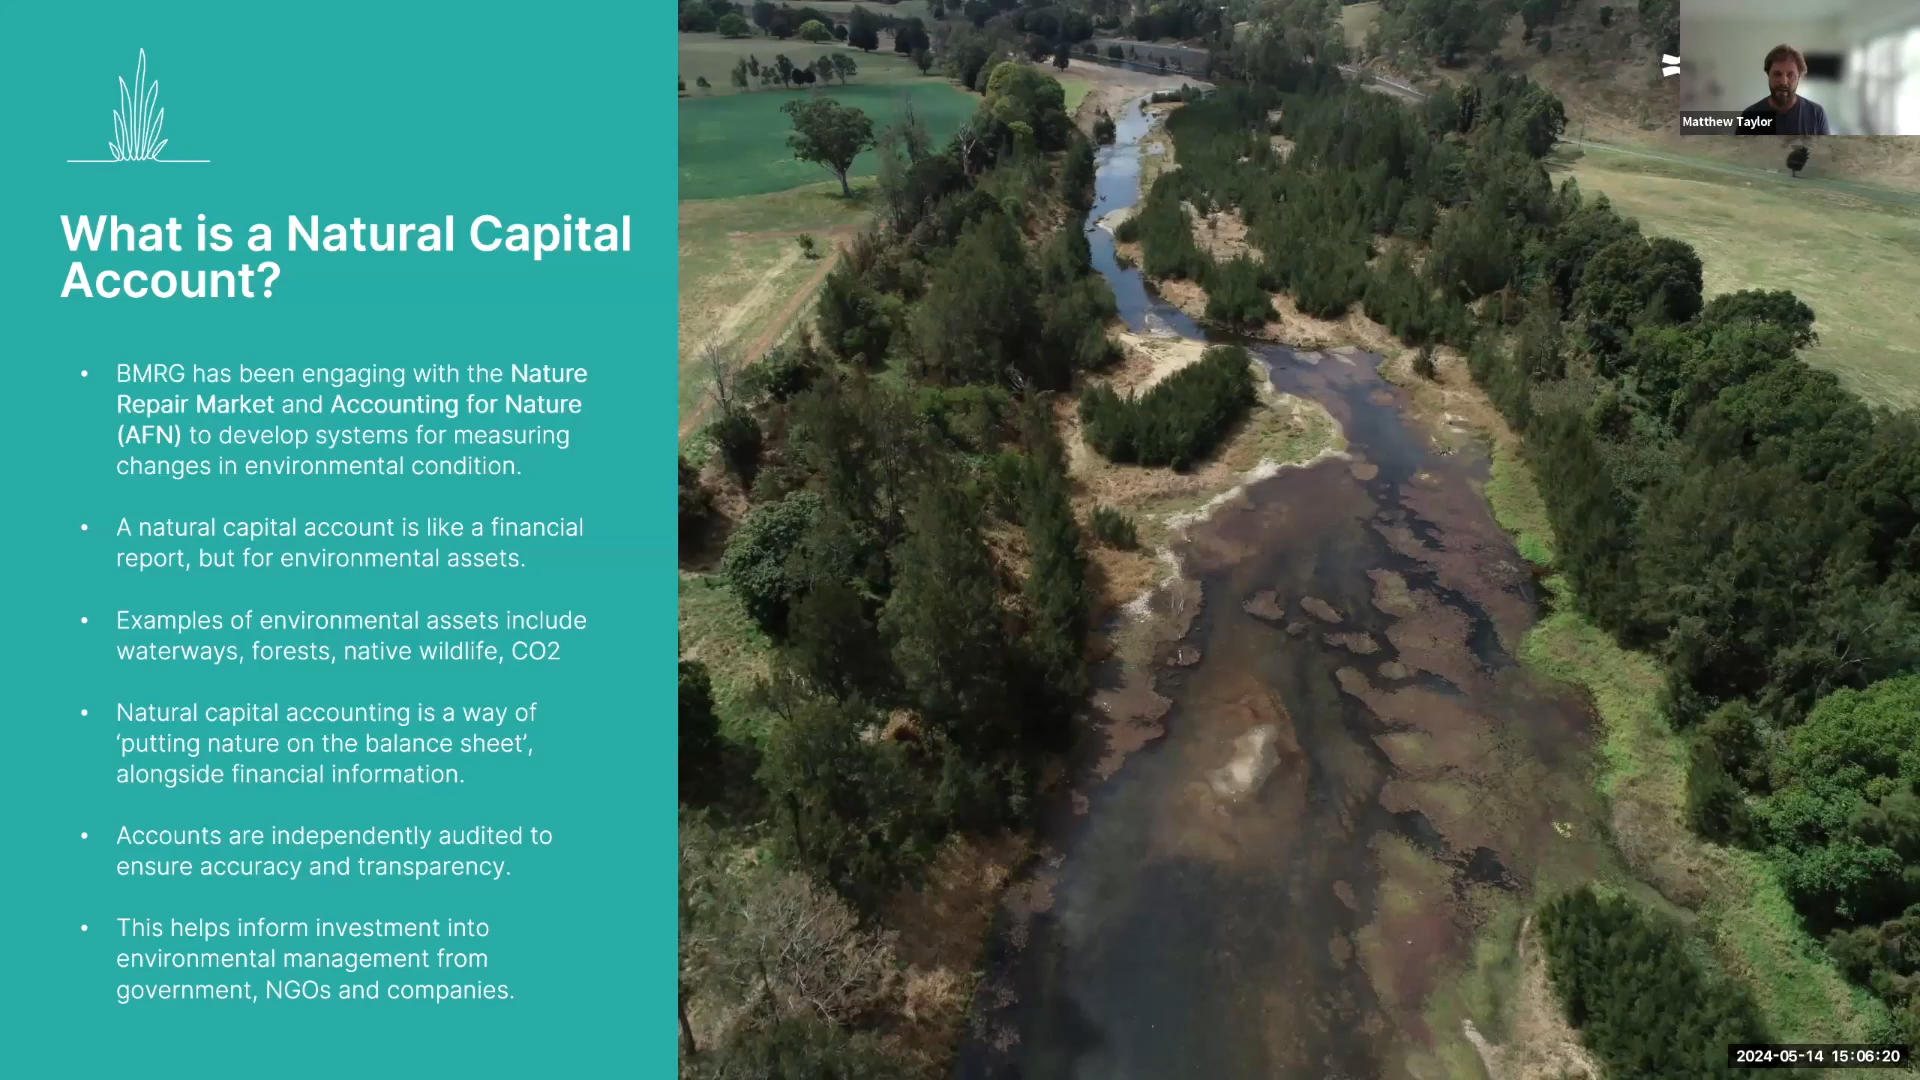 What is a Natural Capital
Account?
• BMRG has been engaging with the Nature
Repair Market and Accounting for Nature
(AFN) to develop systems for measuring
changes in environmental condition.
• A natural capital account is like a financial
report, but for environmental assets.
• Examples of environmental assets include
waterways, forests, native wildlife, CO2
• Natural capital accounting is a way of
‘putting nature on the balance sheet’,
alongside financial information.
• Accounts are independently audited to
ensure accuracy and transparency.
• This helps inform investment into
environmental management from
government, NGOs and companies.
Matthew Taylor
2024-05-14 15:06:20